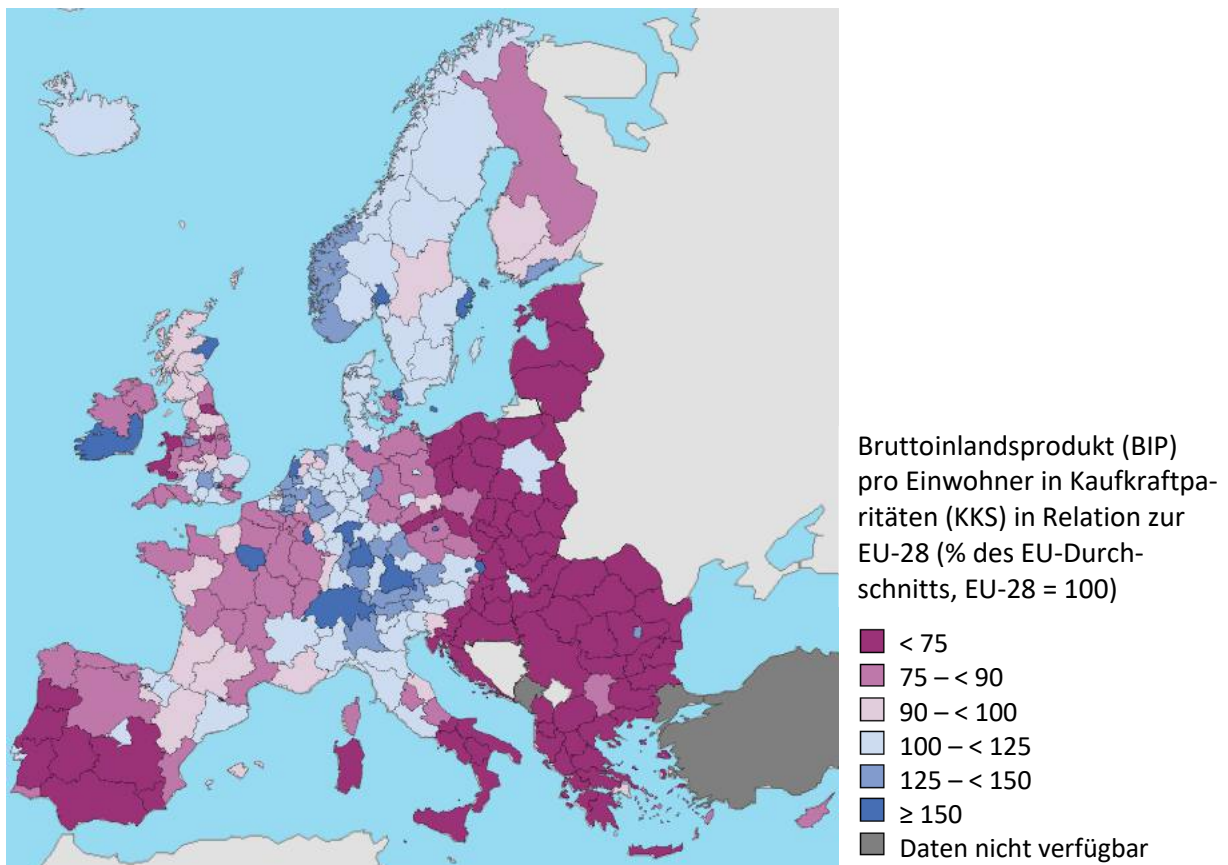 Bruttoinlandsprodukt (BIP)
pro Einwohner in Kaufkraftpa-
ritäten (KKS) in Relation zur
EU-28 (% des EU-Durch-
schnitts, EU-28 = 100)
< 75
75 – < 90
90 – < 100
100 – < 125
125 – < 150
≥ 150
Daten nicht verfügbar